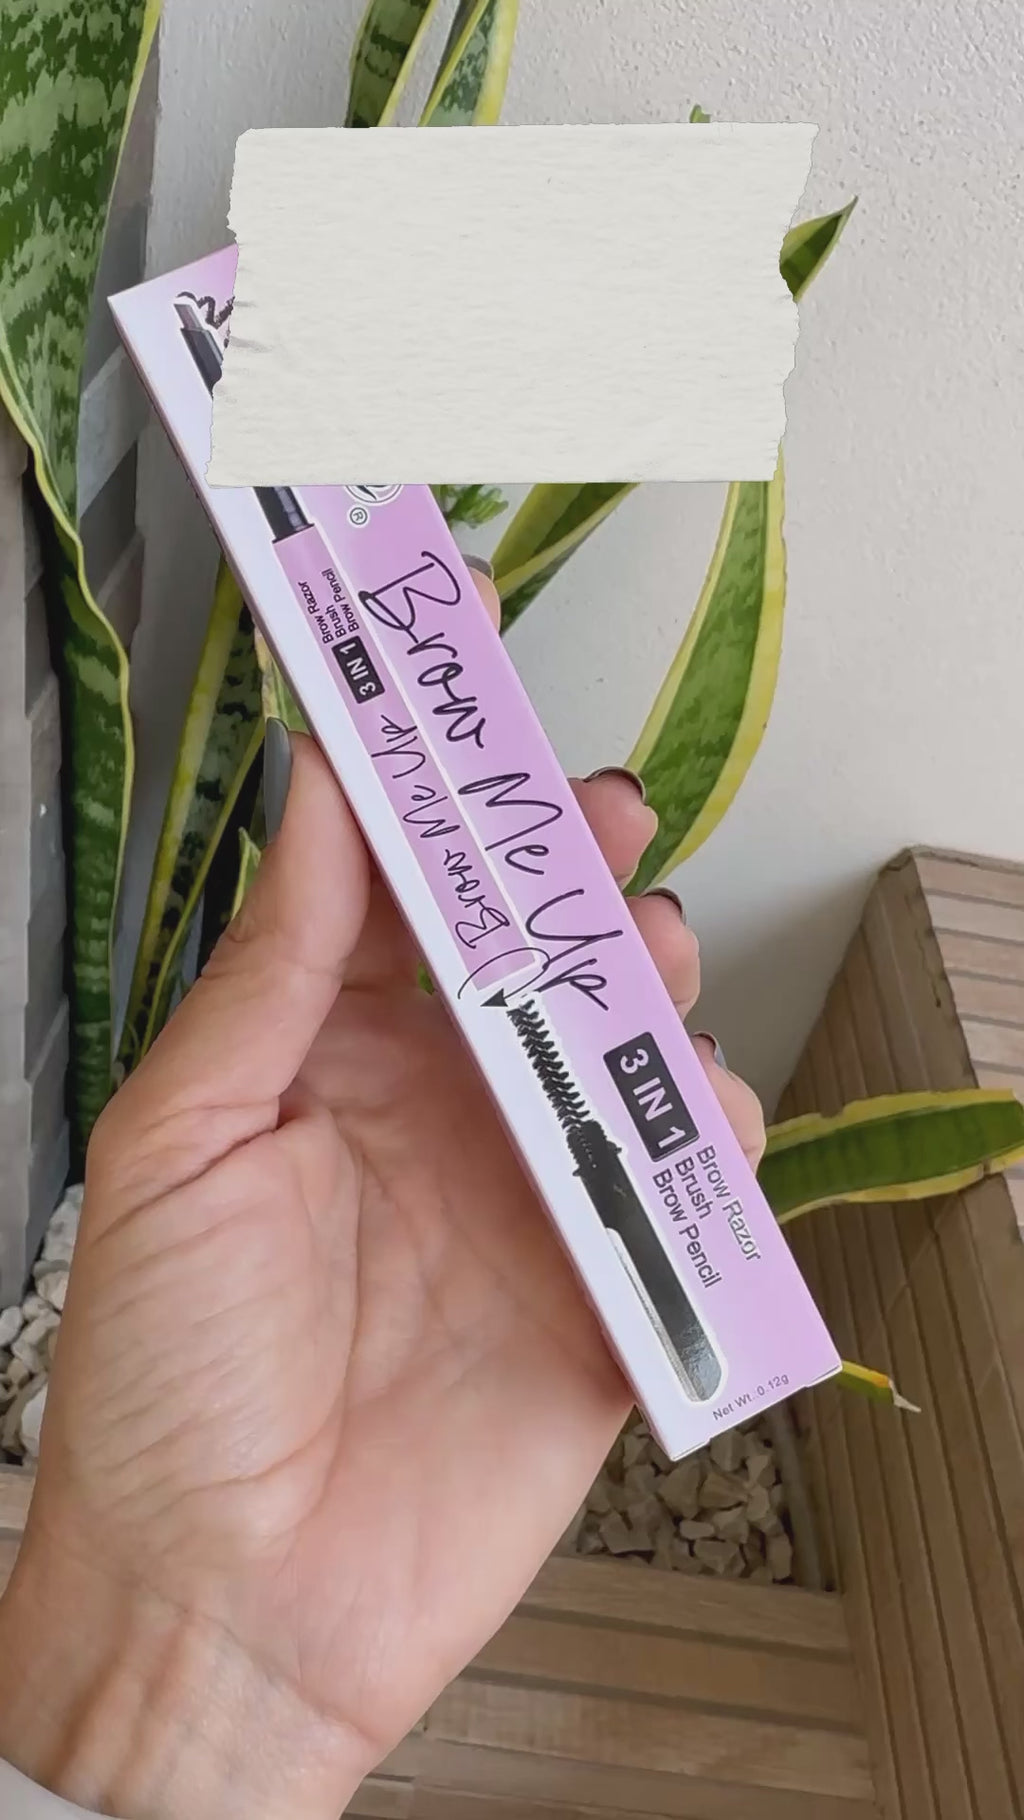 ®
Brow Me Up
3 IN 1
Brow Razor
Brush
Brow Pencil
Brow Me Up
3 IN 1
Brow Razor
Brush
Brow Pencil
Net Wt. 0.12g